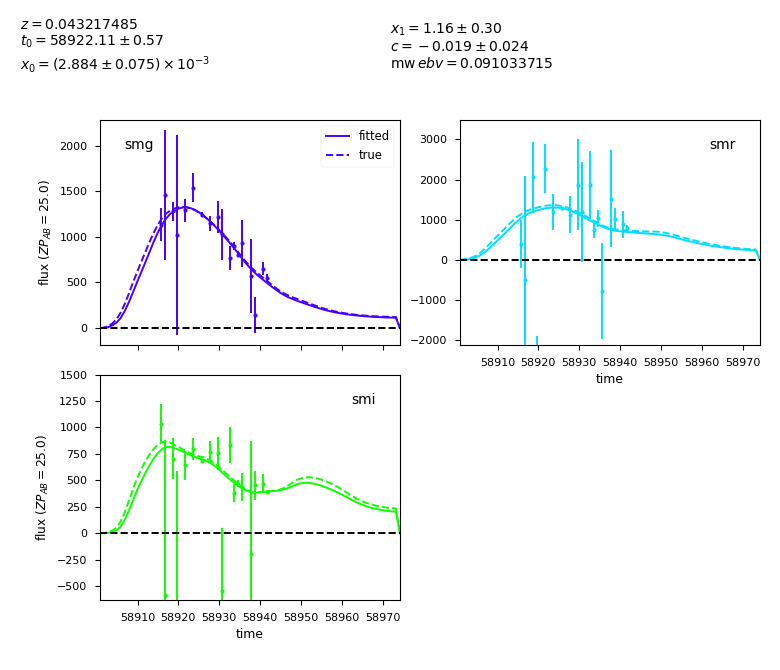 z = 0.043217485
t₀ = 58922.11 ± 0.57
x₀ = (2.884 ± 0.075) × 10⁻³
x₁ = 1.16 ± 0.30
c = −0.019 ± 0.024
mw ebv = 0.091033715
smg
fitted
true
2000
1500
1000
500
0
flux (ZP_AB = 25.0)
smr
3000
2000
1000
0
−1000
−2000
58910 58920 58930 58940 58950 58960 58970
time
smi
1500
1250
1000
750
500
250
0
−250
−500
flux (ZP_AB = 25.0)
58910 58920 58930 58940 58950 58960 58970
time